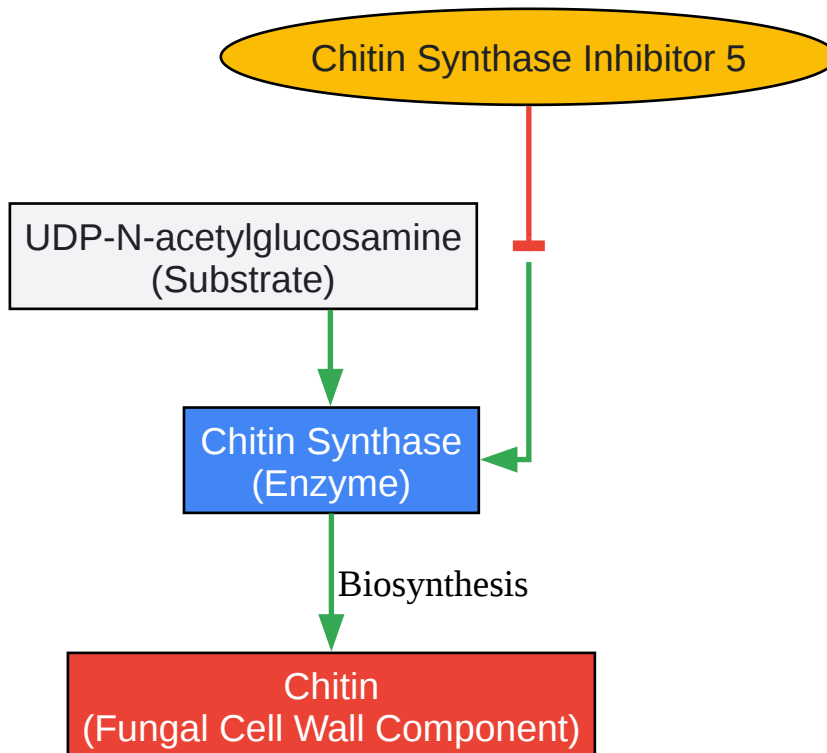 Chitin Synthase Inhibitor 5
UDP-N-acetylglucosamine
(Substrate)
Chitin Synthase
(Enzyme)
Biosynthesis
Chitin
(Fungal Cell Wall Component)